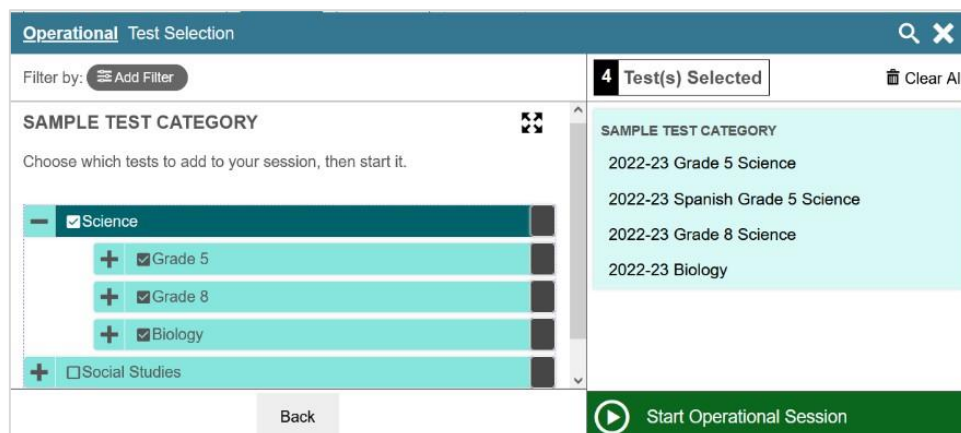 Operational Test Selection
Filter by: Add Filter
4 Test(s) Selected
Clear Al
SAMPLE TEST CATEGORY
Choose which tests to add to your session, then start it.
Science
Grade 5
Grade 8
Biology
Social Studies
Back
SAMPLE TEST CATEGORY
2022-23 Grade 5 Science
2022-23 Spanish Grade 5 Science
2022-23 Grade 8 Science
2022-23 Biology
Start Operational Session